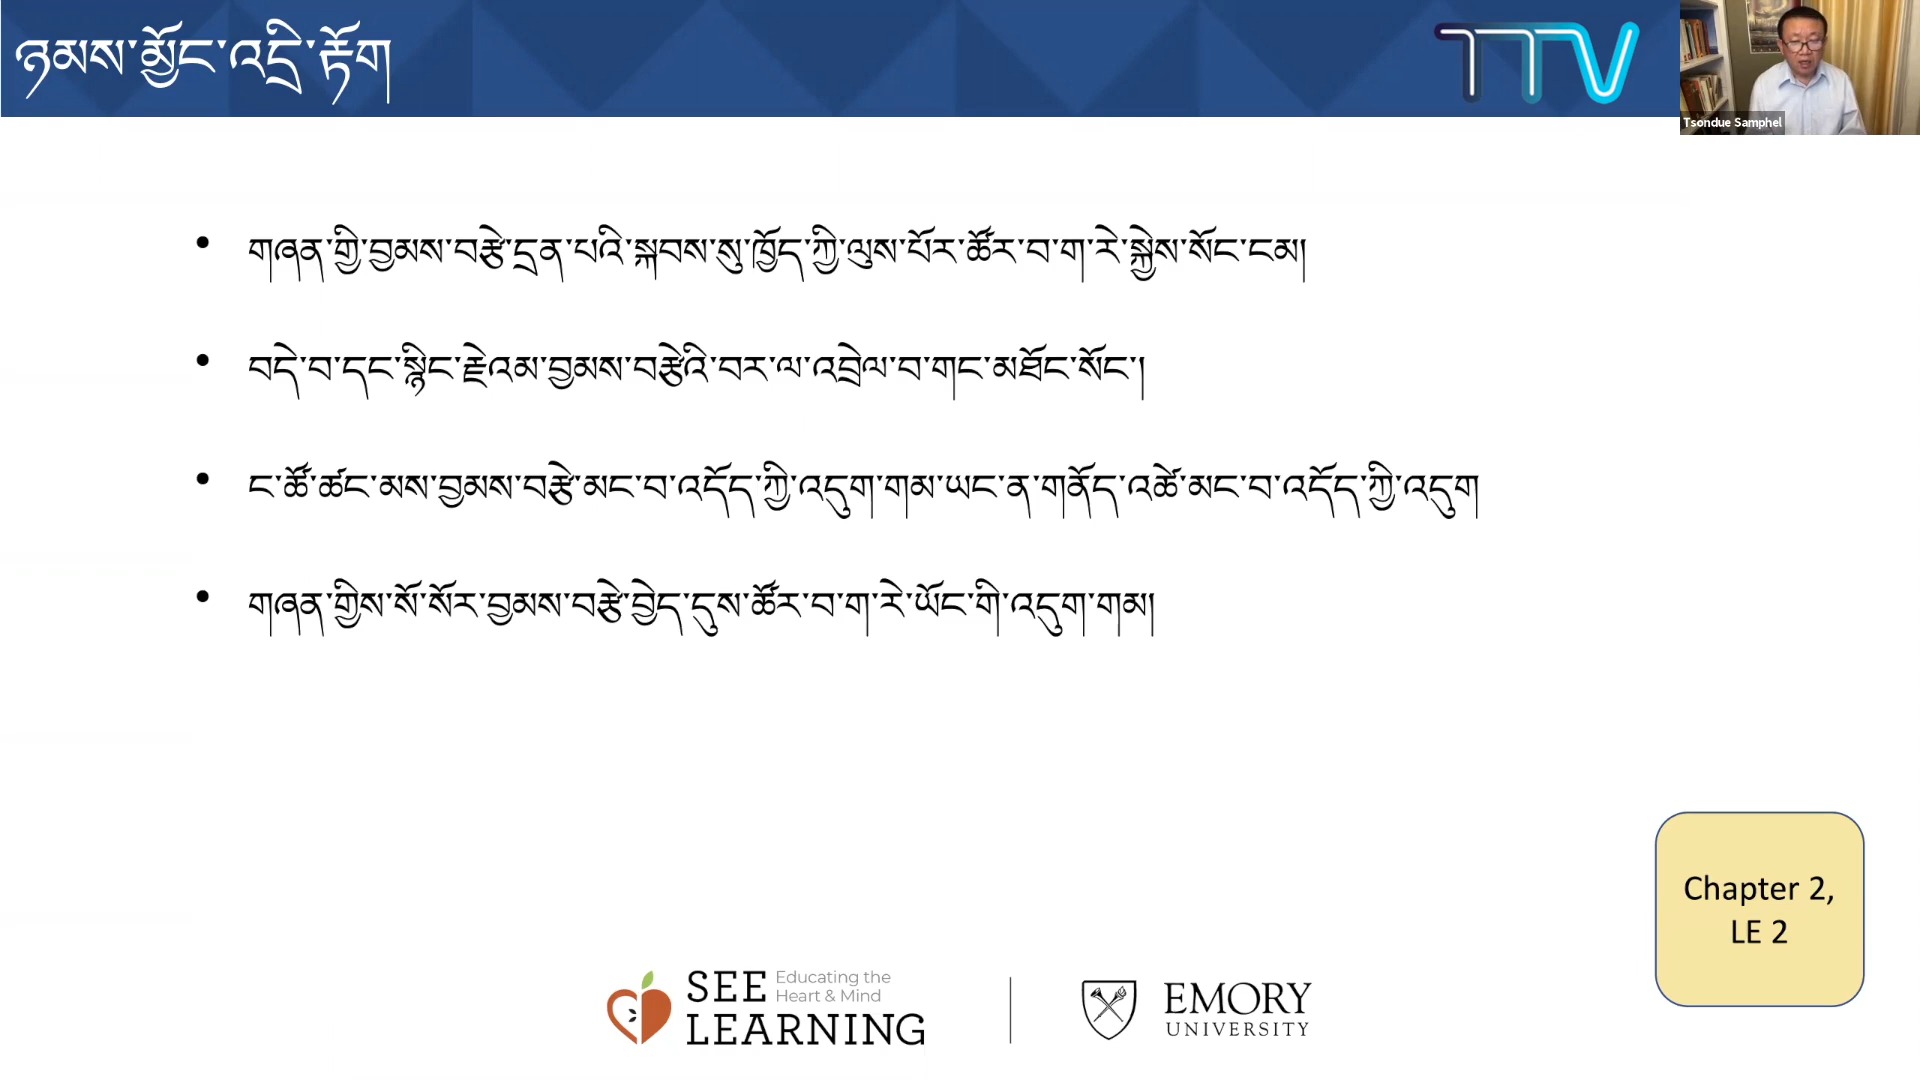 ཉམས་མྱོང་འདྲི་རྟོག
TTV
Tsondue Samphel
• གཞན་གྱི་བྱམས་བརྩེ་དྲན་པའི་སྐབས་སུ་ཁྱོད་ཀྱི་ལུས་པོར་ཚོར་བ་ག་རེ་སྐྱེས་སོང་ངམ།
• བདེ་བ་དང་སྙིང་རྗེའམ་བྱམས་བརྩེའི་བར་ལ་འབྲེལ་བ་གང་མཐོང་སོང་།
• ང་ཚོ་ཚང་མས་བྱམས་བརྩེ་མང་བ་འདོད་ཀྱི་འདུག་གམ་ཡང་ན་གནོད་འཚེ་མང་བ་འདོད་ཀྱི་འདུག
• གཞན་གྱིས་སོ་སོར་བྱམས་བརྩེ་བྱེད་དུས་ཚོར་བ་ག་རེ་ཡོང་གི་འདུག་གམ།
Chapter 2,
LE 2
SEE LEARNING
Educating the
Heart & Mind
EMORY
UNIVERSITY